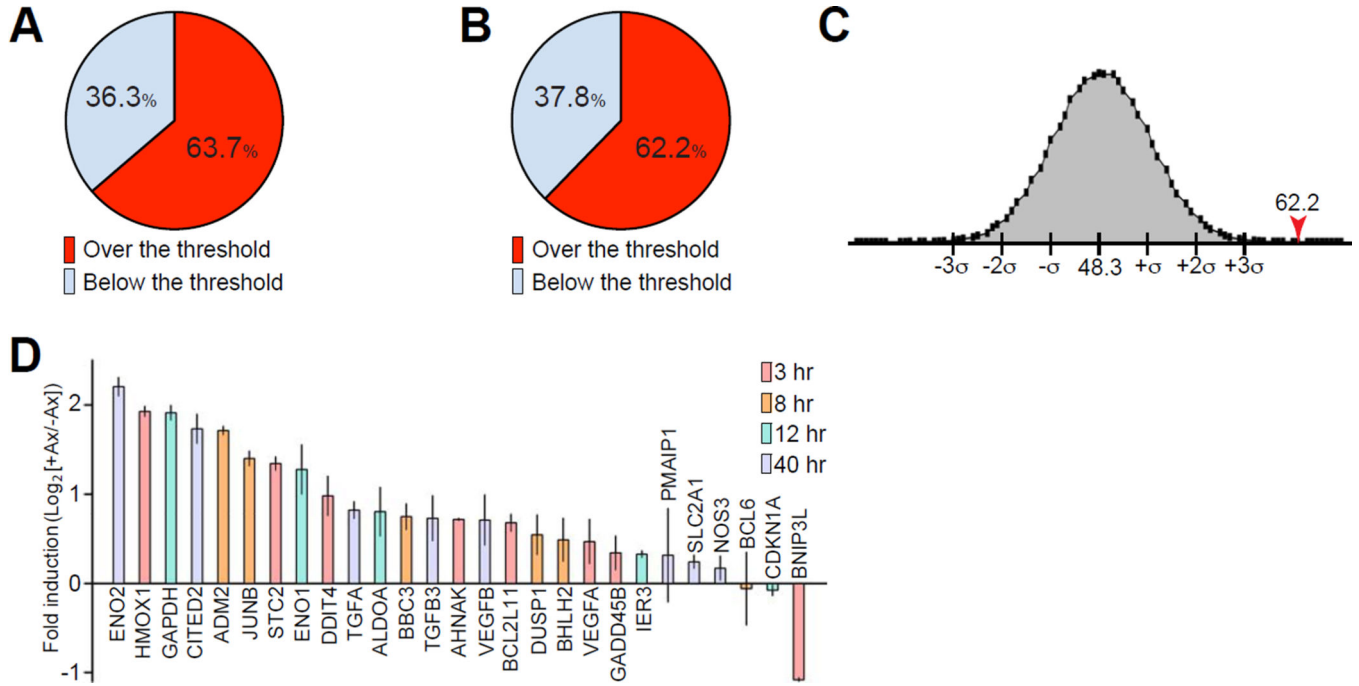 A
36.3%
63.7%
Over the threshold
Below the threshold
B
37.8%
62.2%
Over the threshold
Below the threshold
C
62.2
-3σ -2σ -σ 48.3 +σ +2σ +3σ
D
Fold induction (Log2 [+Ax/-Ax])
2
1
0
-1
3 hr
8 hr
12 hr
40 hr
ENO2
HMOX1
GAPDH
CITED2
ADM2
JUNB
STC2
ENO1
DDIT4
TGFA
ALDOA
BBC3
TGFB3
AHNAK
VEGFB
BCL2L11
DUSP1
BHLH2
VEGFA
GADD45B
IER3
PMAIP1
SLC2A1
NOS3
BCL6
CDKN1A
BNIP3L